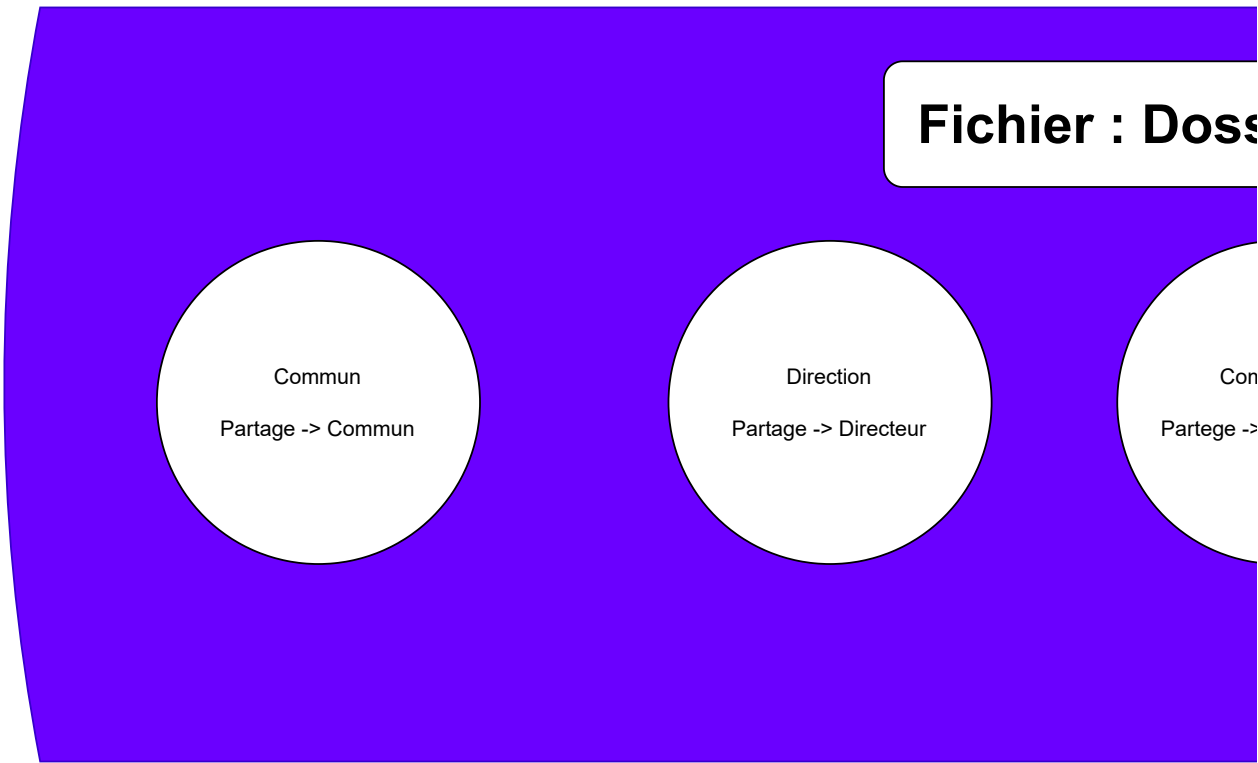 Fichier : Doss
Commun
Partage -> Commun
Direction
Partage -> Directeur
Com
Partege ->